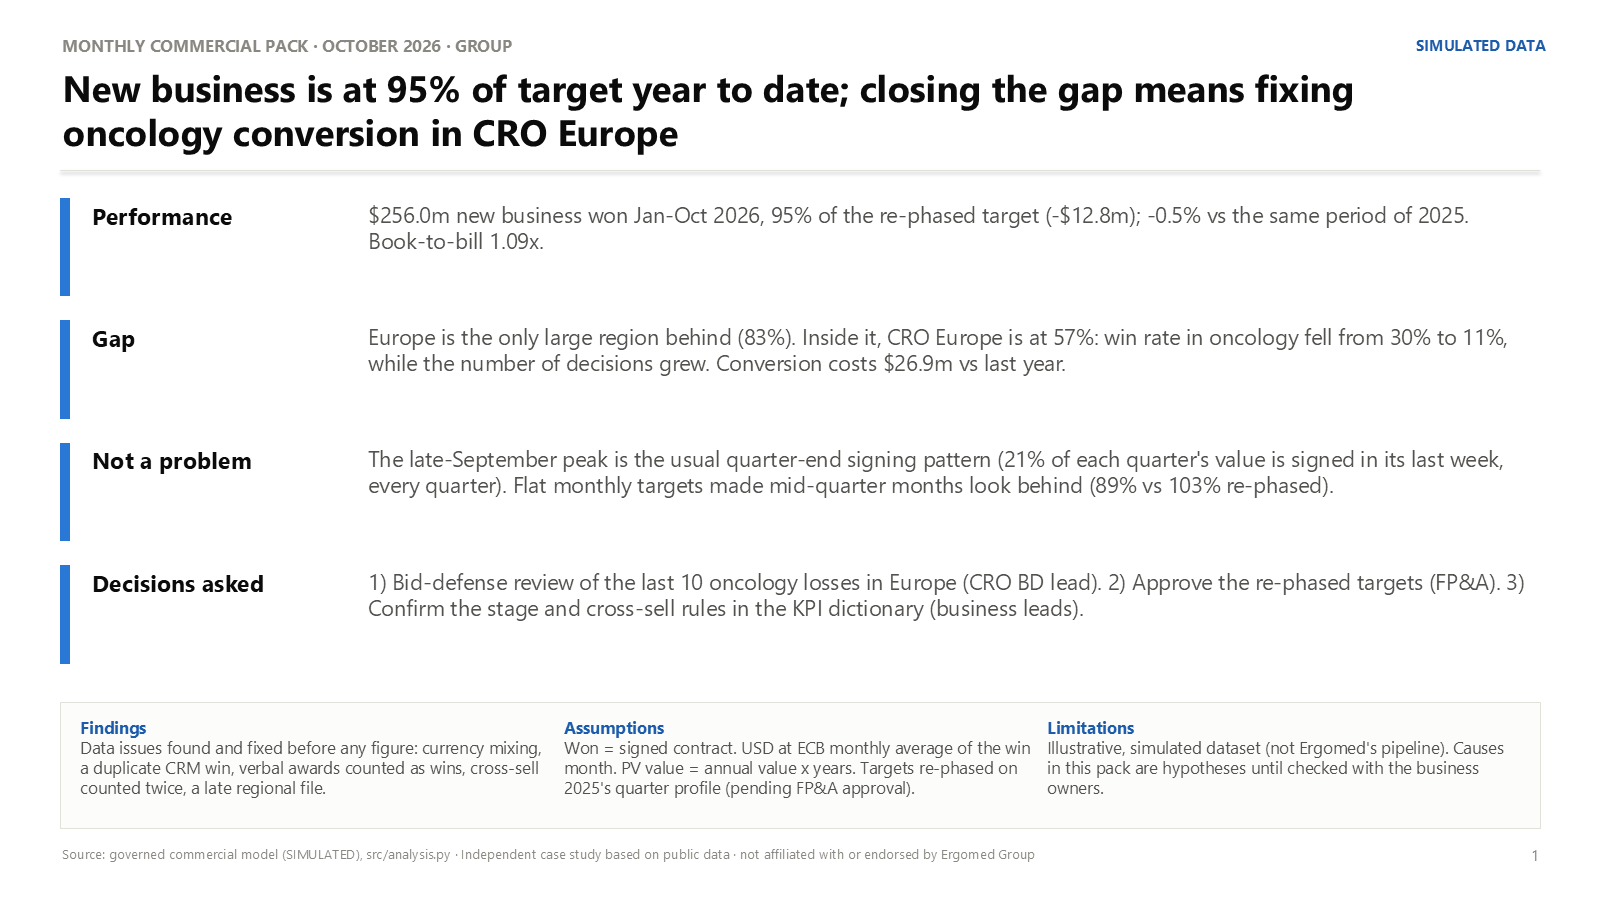 MONTHLY COMMERCIAL PACK · OCTOBER 2026 · GROUP
SIMULATED DATA
New business is at 95% of target year to date; closing the gap means fixing
oncology conversion in CRO Europe
Performance
$256.0m new business won Jan-Oct 2026, 95% of the re-phased target (-$12.8m); -0.5% vs the same period of 2025.
Book-to-bill 1.09x.
Gap
Europe is the only large region behind (83%). Inside it, CRO Europe is at 57%: win rate in oncology fell from 30% to 11%,
while the number of decisions grew. Conversion costs $26.9m vs last year.
Not a problem
The late-September peak is the usual quarter-end signing pattern (21% of each quarter's value is signed in its last week,
every quarter). Flat monthly targets made mid-quarter months look behind (89% vs 103% re-phased).
Decisions asked
1) Bid-defense review of the last 10 oncology losses in Europe (CRO BD lead). 2) Approve the re-phased targets (FP&A). 3)
Confirm the stage and cross-sell rules in the KPI dictionary (business leads).
Findings
Data issues found and fixed before any figure: currency mixing,
a duplicate CRM win, verbal awards counted as wins, cross-sell
counted twice, a late regional file.
Assumptions
Won = signed contract. USD at ECB monthly average of the win
month. PV value = annual value x years. Targets re-phased on
2025's quarter profile (pending FP&A approval).
Limitations
Illustrative, simulated dataset (not Ergomed's pipeline). Causes
in this pack are hypotheses until checked with the business
owners.
Source: governed commercial model (SIMULATED), src/analysis.py · Independent case study based on public data · not affiliated with or endorsed by Ergomed Group
1